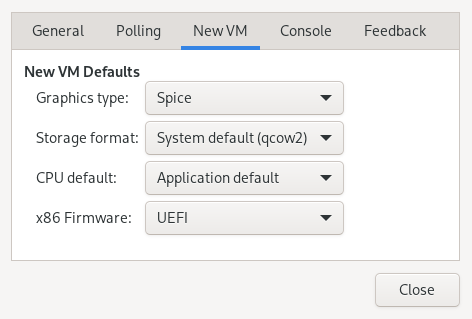 General Polling New VM Console Feedback
New VM Defaults
Graphics type: Spice
Storage format: System default (qcow2)
CPU default: Application default
x86 Firmware: UEFI
Close